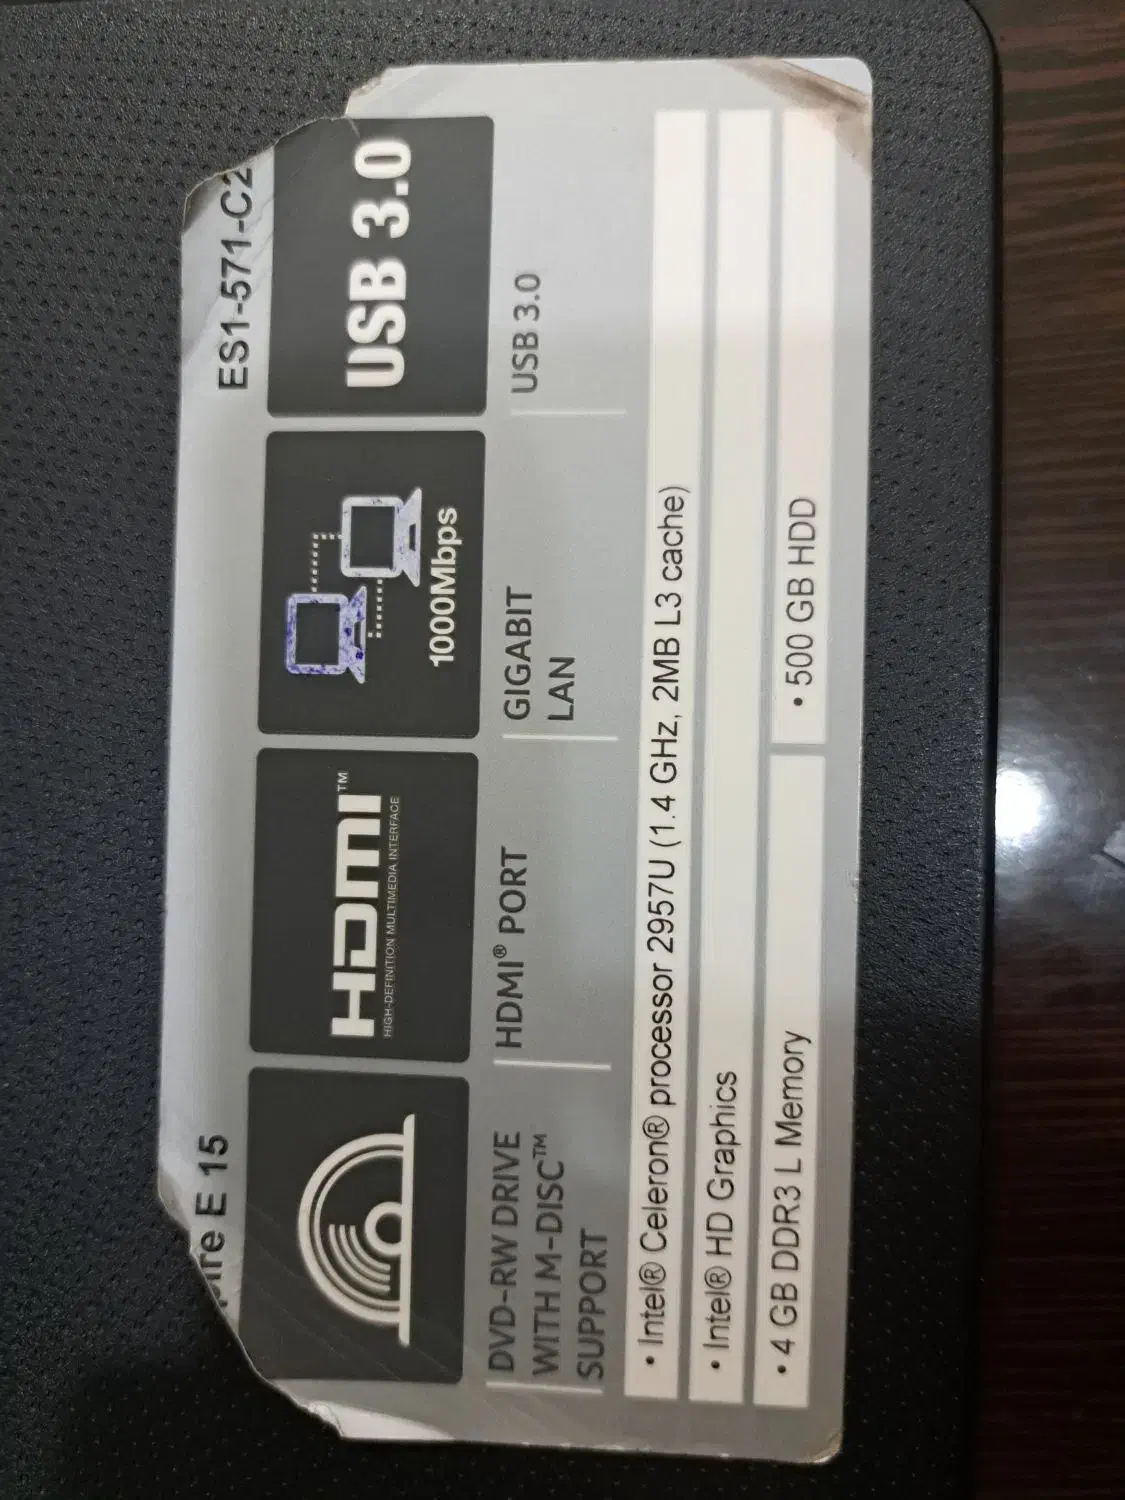 E 15 ES1-571-C2
HDMI™
HIGH-DEFINITION MULTIMEDIA INTERFACE
1000Mbps
USB 3.0
DVD-RW DRIVE
WITH M-DISC™
SUPPORT
HDMI® PORT
GIGABIT
LAN
USB 3.0
• Intel® Celeron® processor 2957U (1.4 GHz, 2MB L3 cache)
• Intel® HD Graphics
• 4 GB DDR3 L Memory
• 500 GB HDD